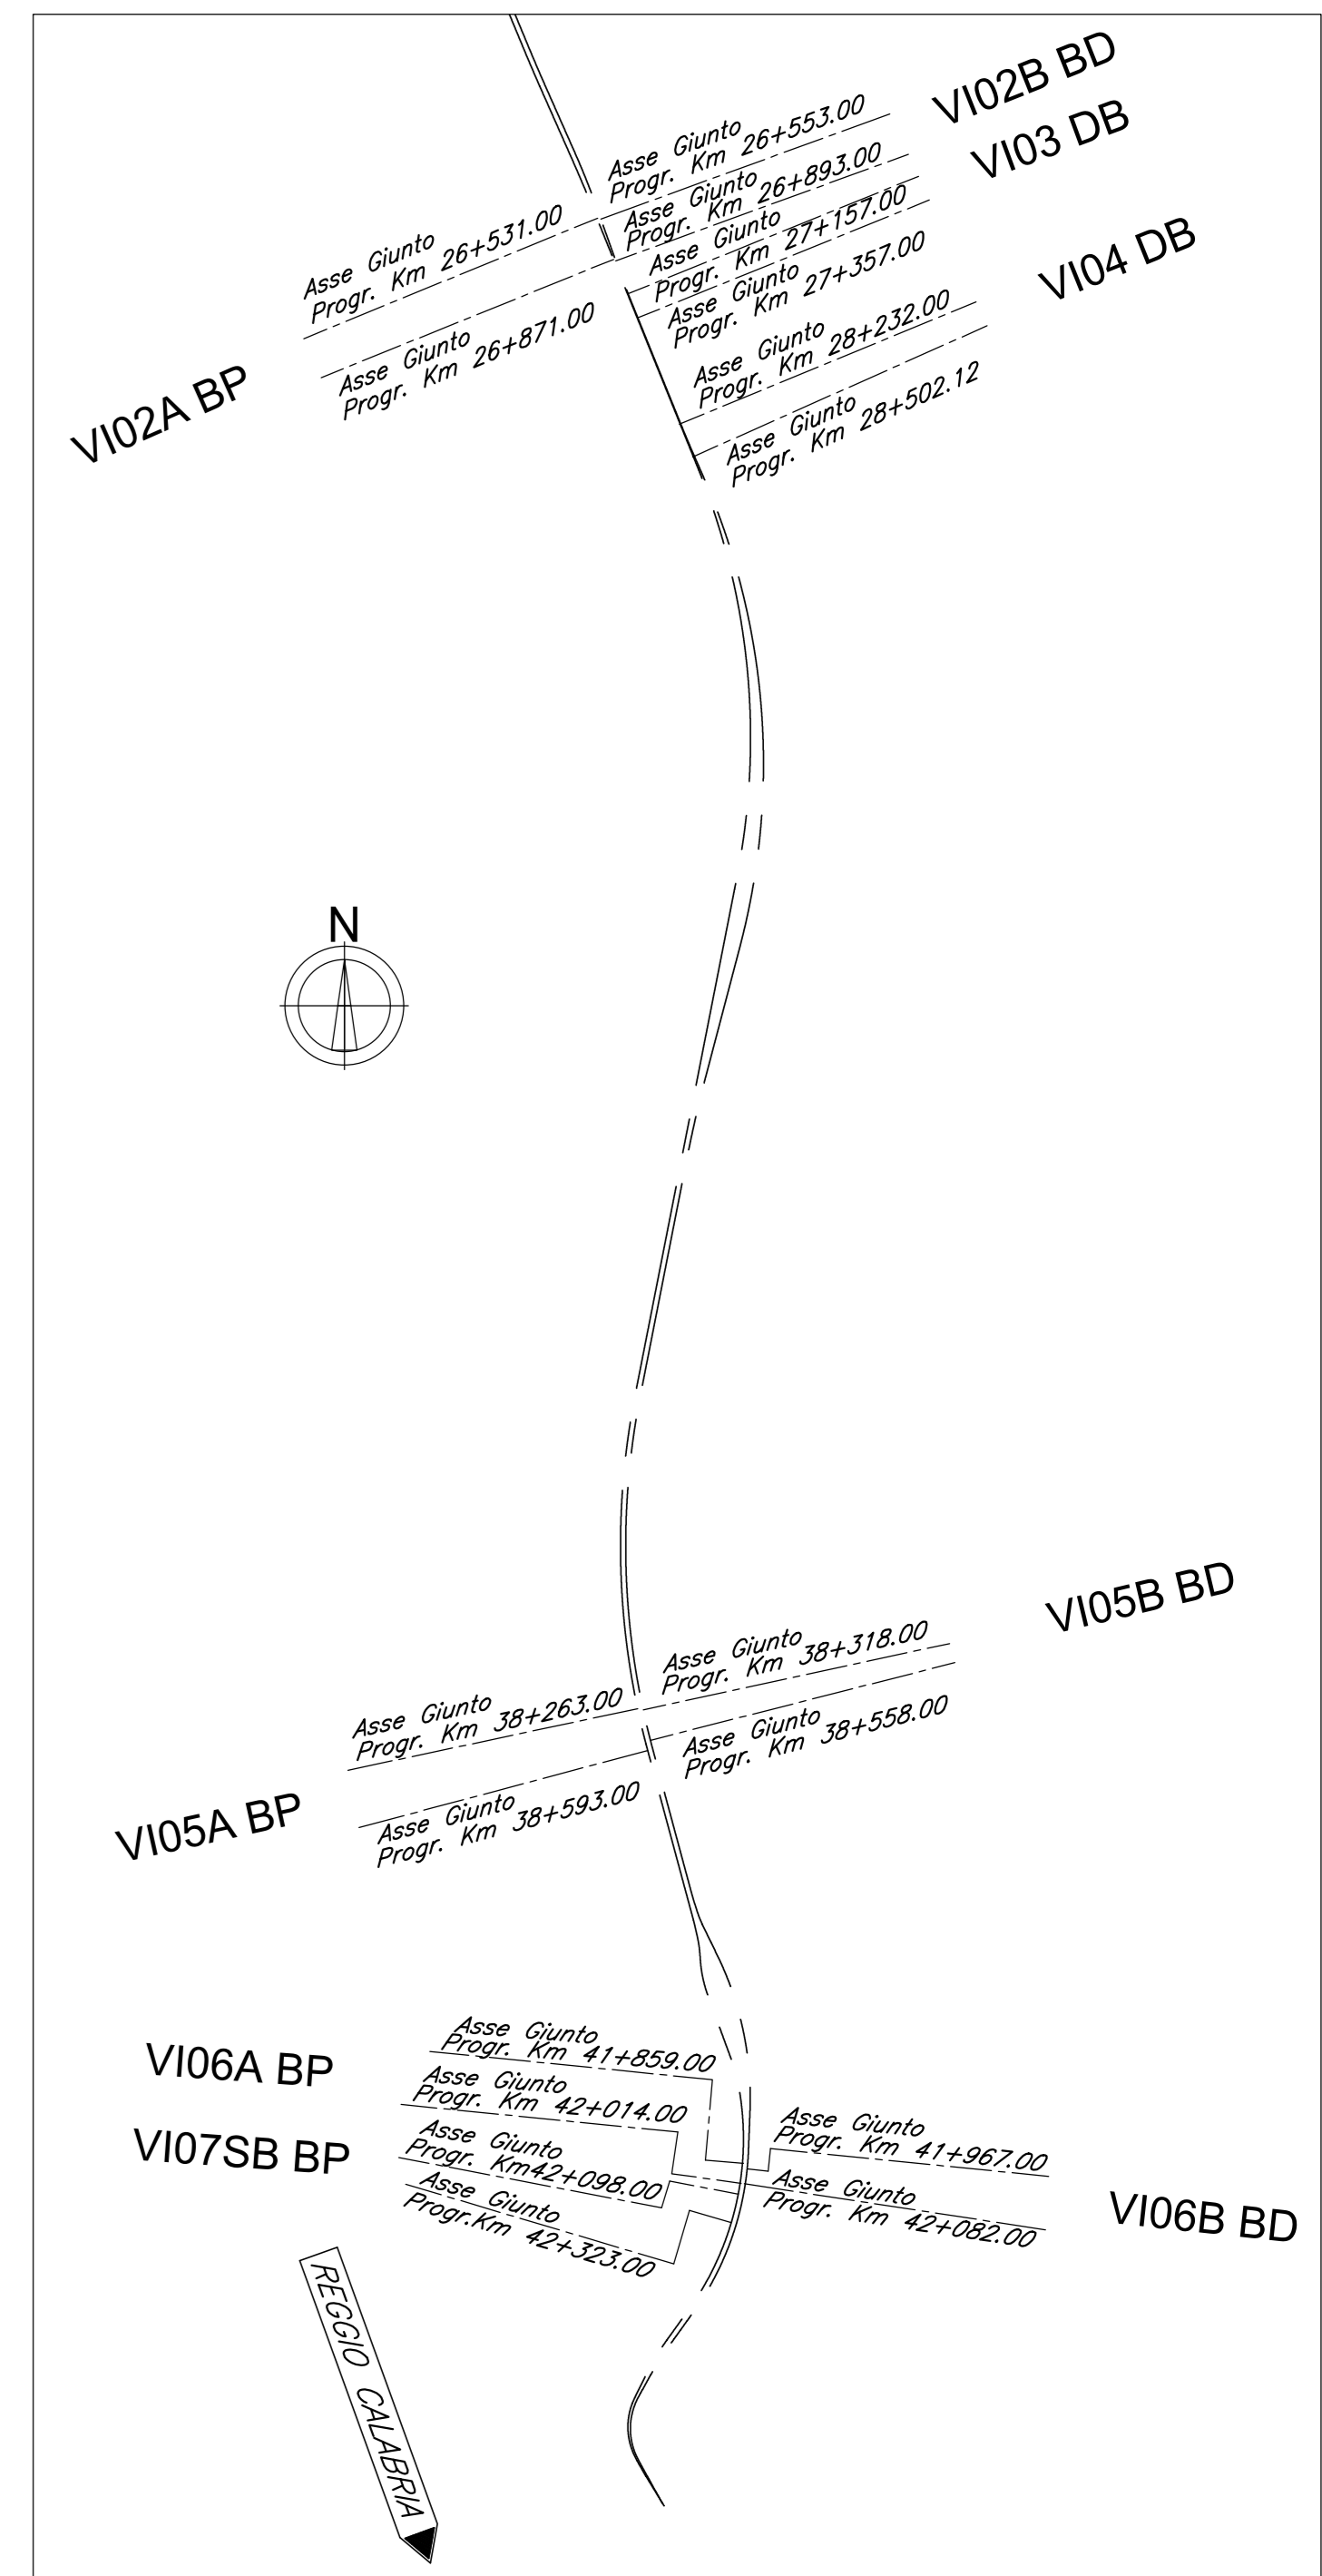 VI02B BD
Asse Giunto
Progr. Km 26+553.00
VI03 DB
Asse Giunto
Progr. Km 26+893.00
Asse Giunto
Progr. Km 26+531.00
Asse Giunto
Progr. Km 27+157.00
VI04 DB
Asse Giunto
Progr. Km 27+357.00
Asse Giunto
Progr. Km 26+871.00
Asse Giunto
Progr. Km 28+232.00
VI02A BP
Asse Giunto
Progr. Km 28+502.12
N
VI05B BD
Asse Giunto
Progr. Km 38+318.00
Asse Giunto
Progr. Km 38+263.00
Asse Giunto
Progr. Km 38+558.00
Asse Giunto
Progr. Km 38+593.00
VI05A BP
Asse Giunto
Progr. Km 41+859.00
VI06A BP
Asse Giunto
Progr. Km 42+014.00
Asse Giunto
Progr. Km 41+967.00
VI07SB BP
Asse Giunto
Progr. Km42+098.00
Asse Giunto
Progr. Km 42+082.00
VI06B BD
Asse Giunto
Progr.Km 42+323.00
REGGIO CALABRIA